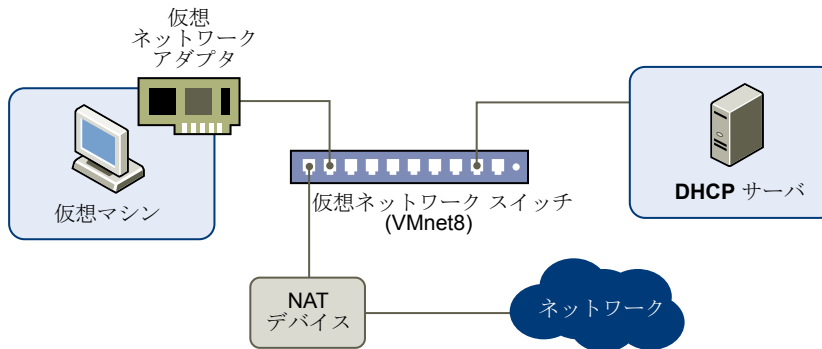 仮想
ネットワーク
アダプタ
仮想マシン
仮想ネットワーク スイッチ
(VMnet8)
DHCP サーバ
NAT
デバイス
ネットワーク